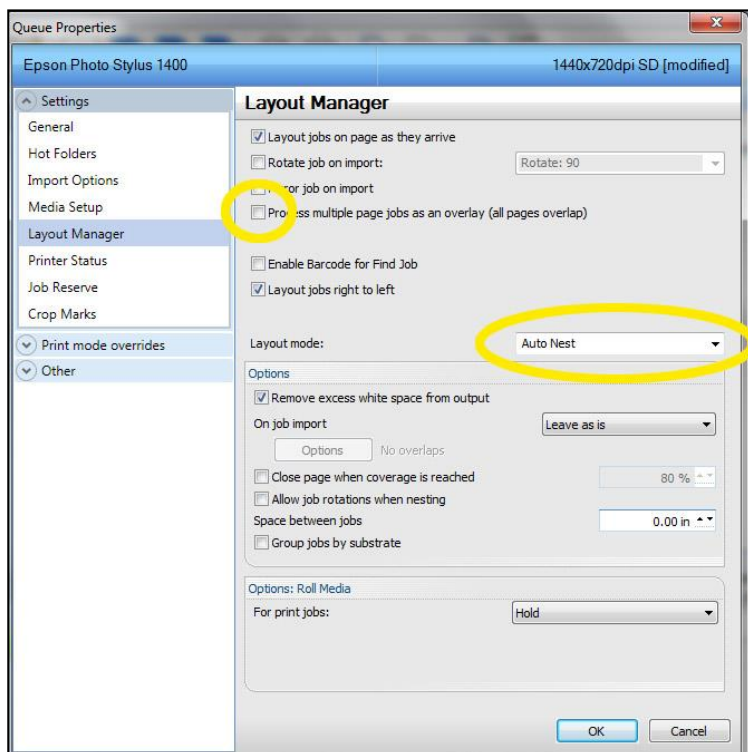 Queue Properties
Epson Photo Stylus 1400 1440x720dpi SD [modified]
Settings
General
Hot Folders
Import Options
Media Setup
Layout Manager
Printer Status
Job Reserve
Crop Marks
Print mode overrides
Other
Layout Manager
Layout jobs on page as they arrive
Rotate job on import: Rotate: 90
job on import
Process multiple page jobs as an overlay (all pages overlap)
Enable Barcode for Find Job
Layout jobs right to left
Layout mode: Auto Nest
Options
Remove excess white space from output
On job import Leave as is
Options No overlaps
Close page when coverage is reached 80 %
Allow job rotations when nesting
Space between jobs 0.00 in
Group jobs by substrate
Options: Roll Media
For print jobs: Hold
OK Cancel